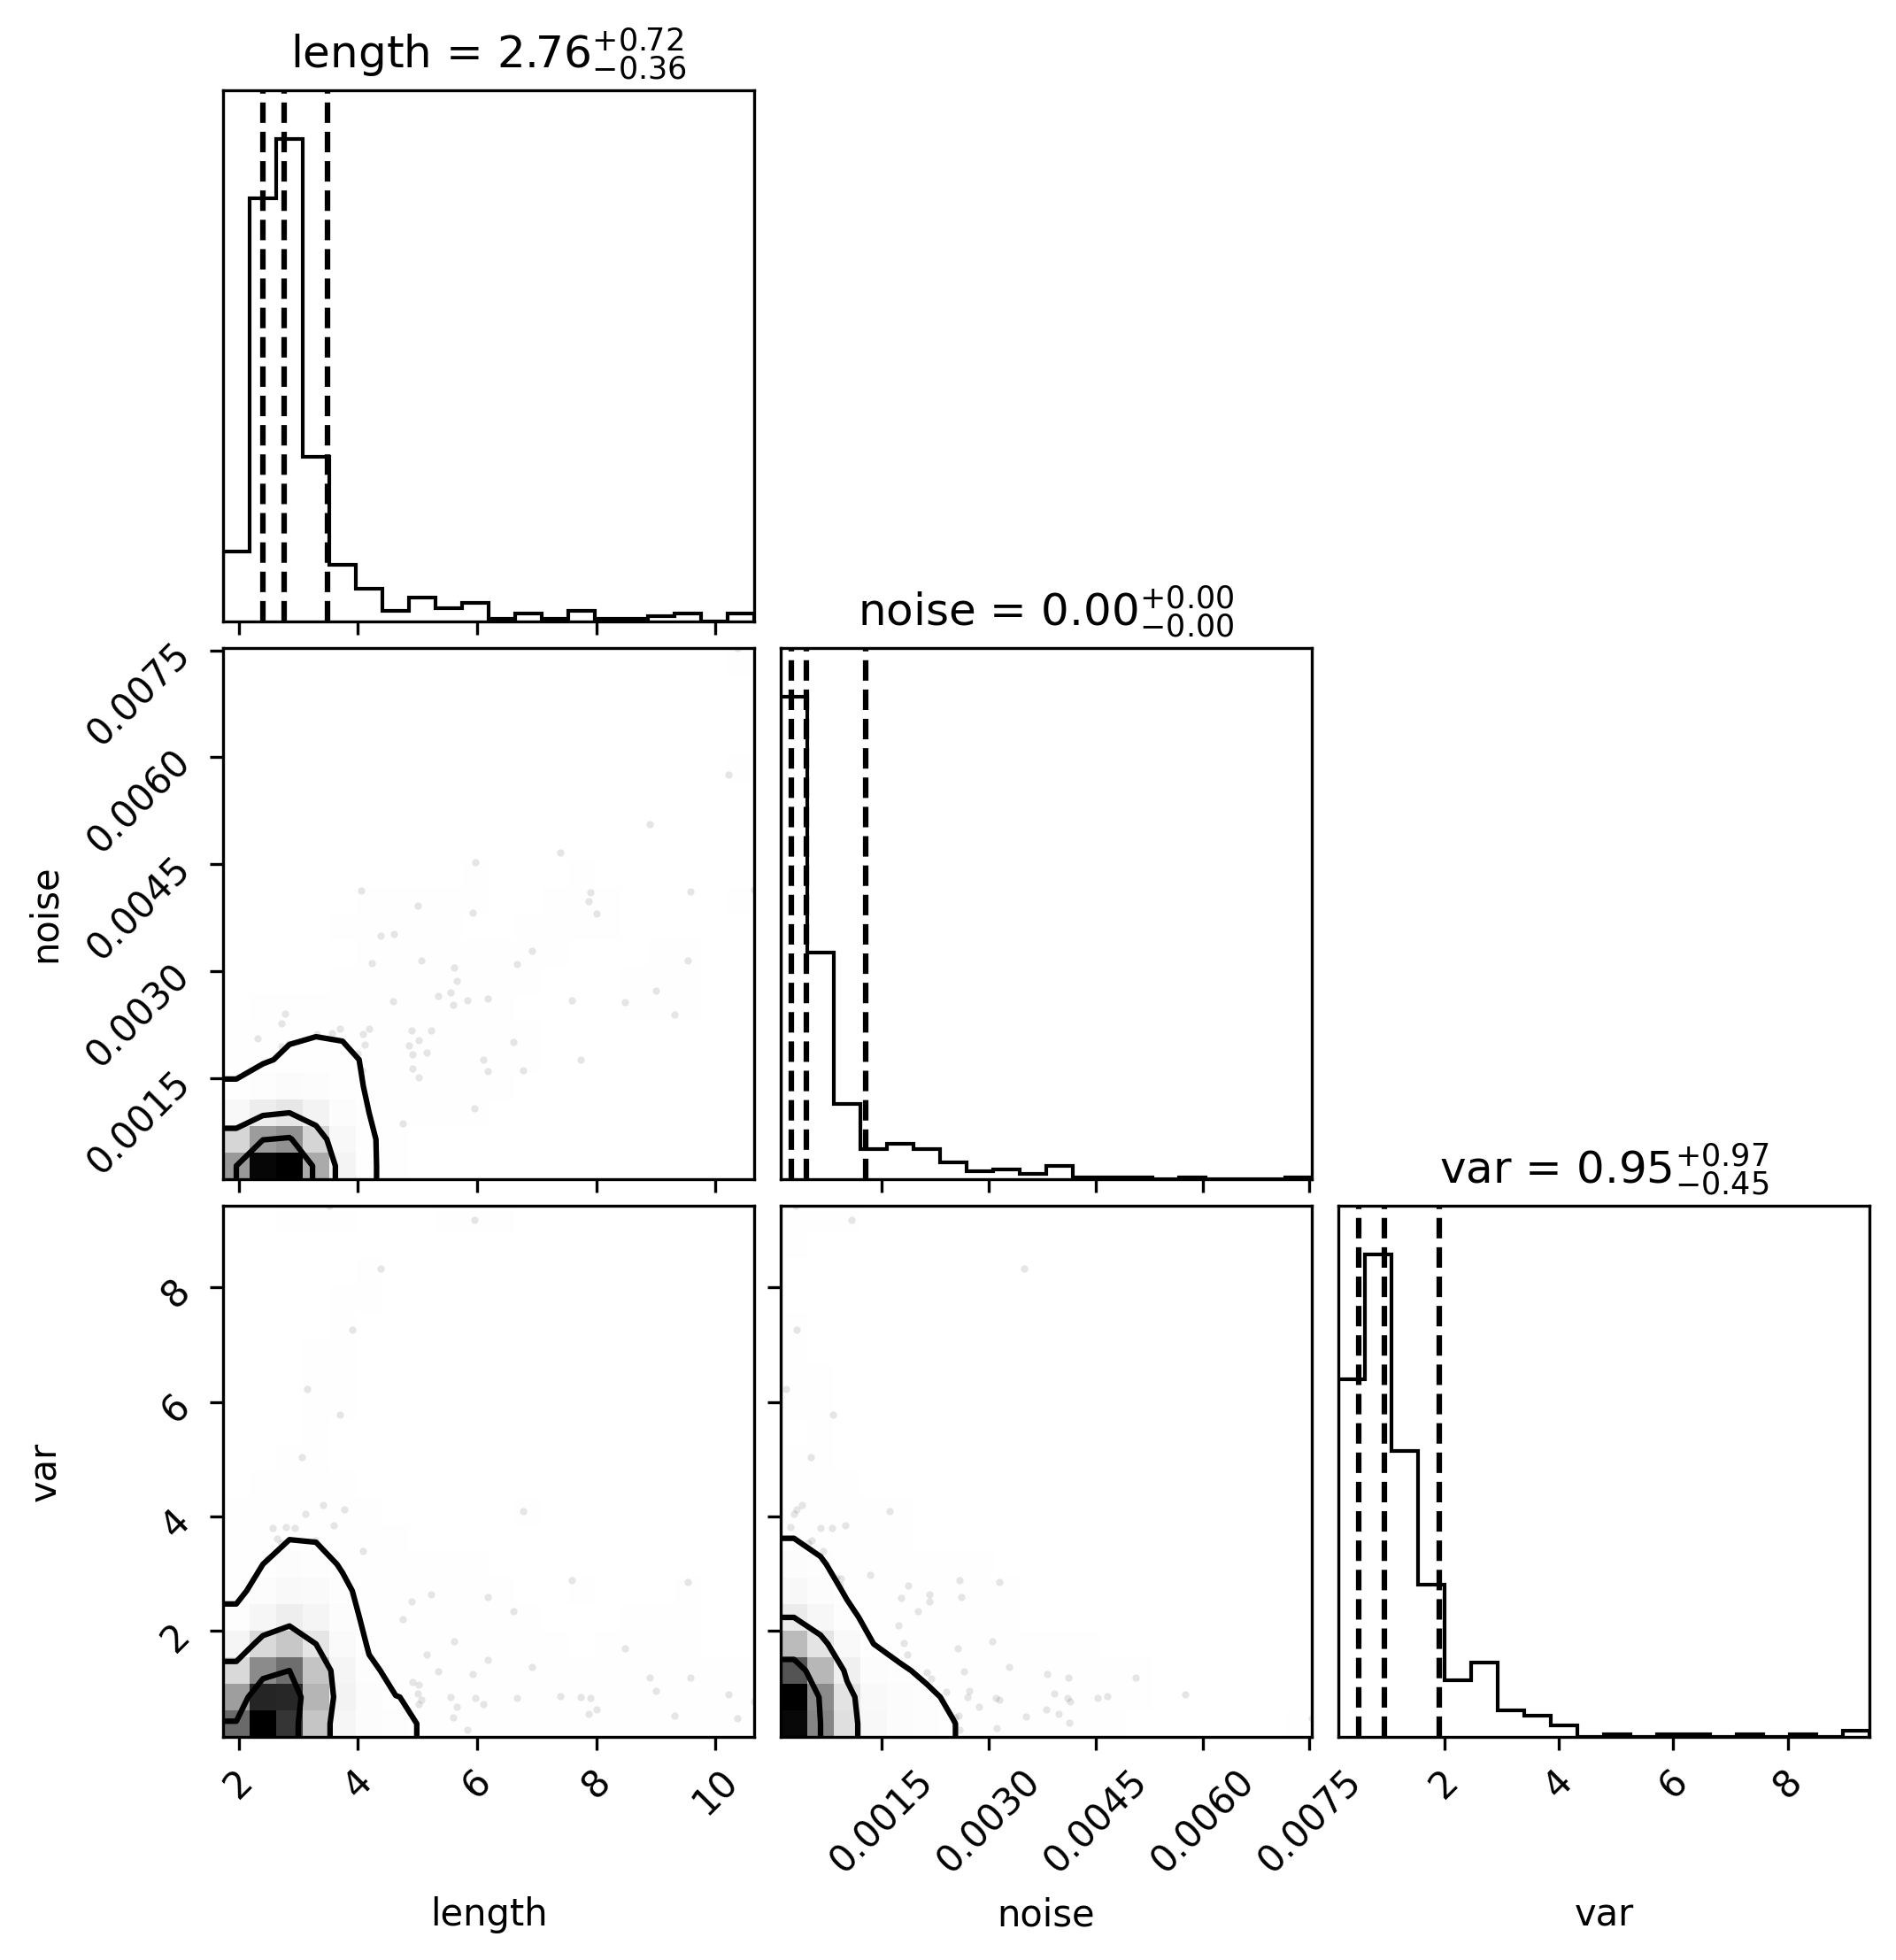 length = 2.76 +0.72 −0.36
noise = 0.00 +0.00 −0.00
0.0075
0.0060
0.0045
0.0030
0.0015
noise
var = 0.95 +0.97 −0.45
8
6
4
2
var
2 4 6 8 10
0.0015 0.0030 0.0045 0.0060 0.0075
2 4 6 8
length noise var